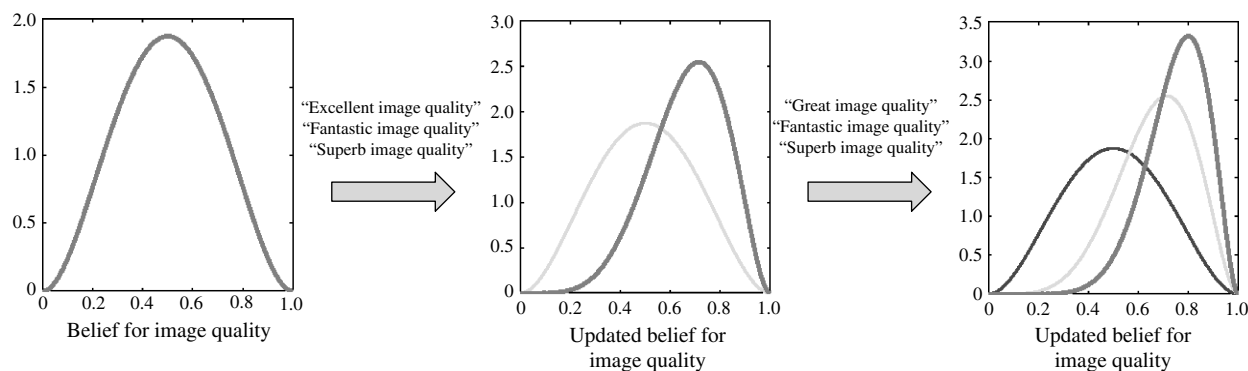 2.0
1.5
1.0
0.5
0
0 0.2 0.4 0.6 0.8 1.0
Belief for image quality
“Excellent image quality”
“Fantastic image quality”
“Superb image quality”
3.0
2.5
2.0
1.5
1.0
0.5
0
0 0.2 0.4 0.6 0.8 1.0
Updated belief for
image quality
“Great image quality”
“Fantastic image quality”
“Superb image quality”
3.5
3.0
2.5
2.0
1.5
1.0
0.5
0
0 0.2 0.4 0.6 0.8 1.0
Updated belief for
image quality